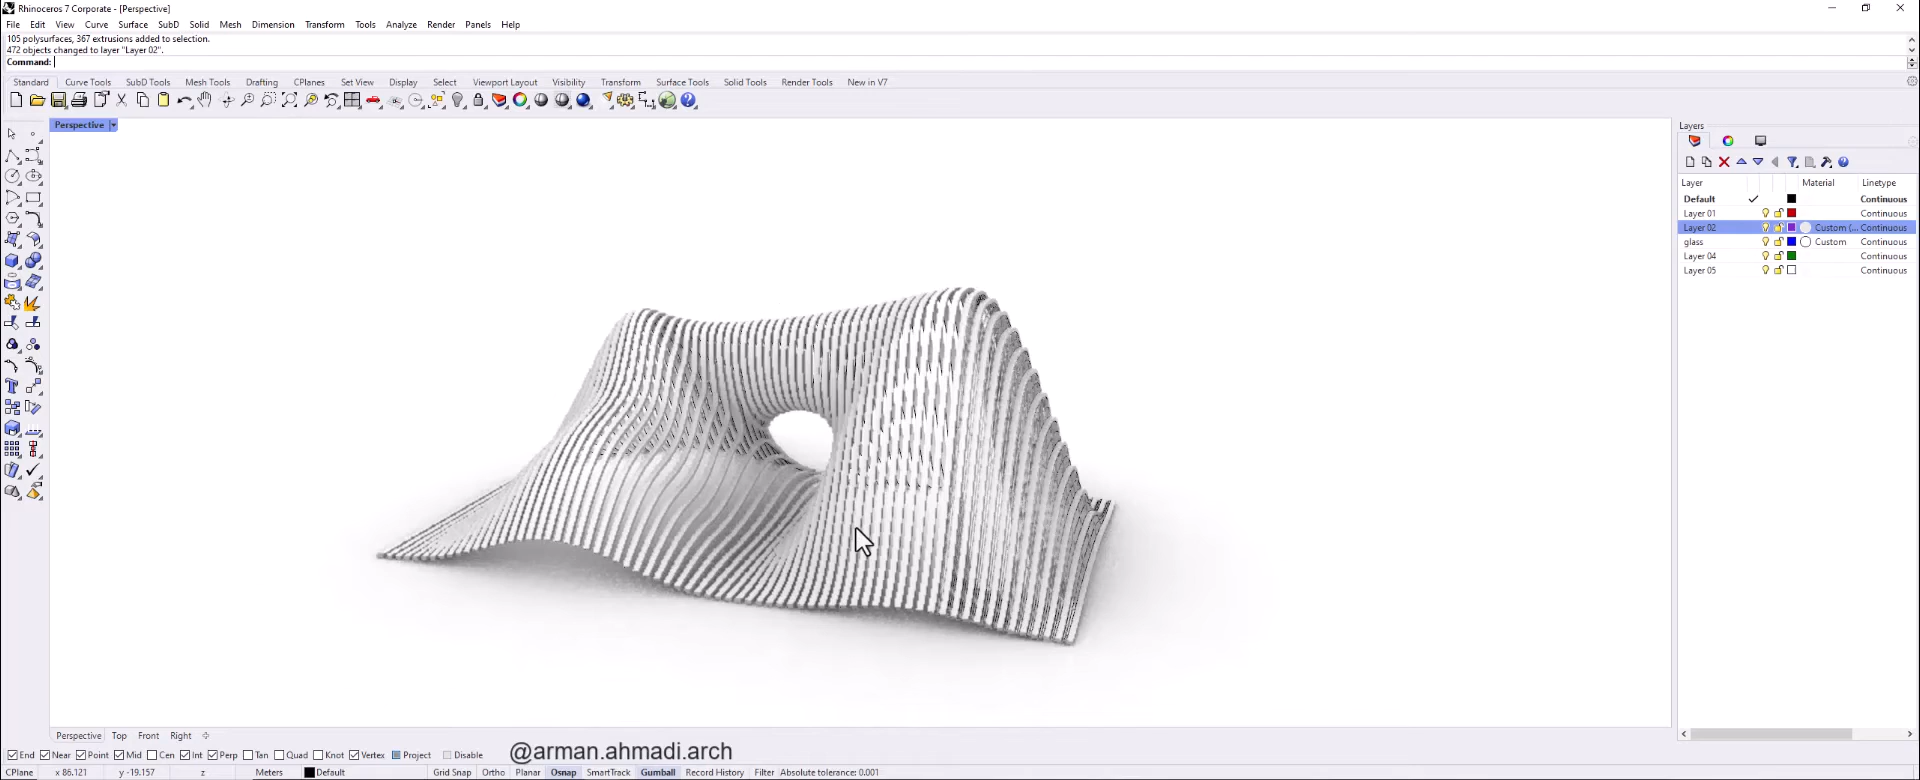 Rhinoceros 7 Corporate - [Perspective]
File Edit View Curve Surface SubD Solid Mesh Dimension Transform Tools Analyze Render Panels Help
105 polysurfaces, 367 extrusions added to selection.
472 objects changed to layer "Layer 02".
Command:
Standard Curve Tools SubD Tools Mesh Tools Drafting CPlanes Set View Display Select Viewport Layout Visibility Transform Surface Tools Solid Tools Render Tools New in V7
Perspective
Layers
Layer Material Linetype
Default Continuous
Layer 01 Continuous
Layer 02 Custom (... Continuous
glass Custom Continuous
Layer 04 Continuous
Layer 05 Continuous
Perspective Top Front Right
End Near Point Mid Cen Int Perp Tan Quad Knot Vertex Project Disable
@arman.ahmadi.arch
CPlane x 86.121 y -19.157 z Meters Default Grid Snap Ortho Planar Osnap SmartTrack Gumball Record History Filter Absolute tolerance: 0.001